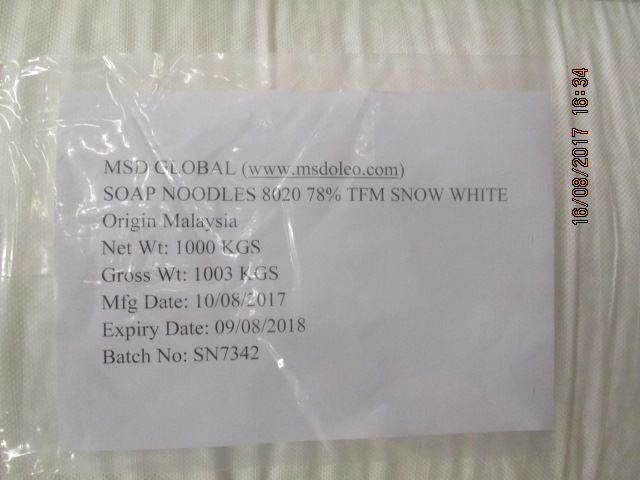 MSD GLOBAL (www.msdoleo.com)
SOAP NOODLES 8020 78% TFM SNOW WHITE
Origin Malaysia
Net Wt: 1000 KGS
Gross Wt: 1003 KGS
Mfg Date: 10/08/2017
Expiry Date: 09/08/2018
Batch No: SN7342
16/08/2017 16:34